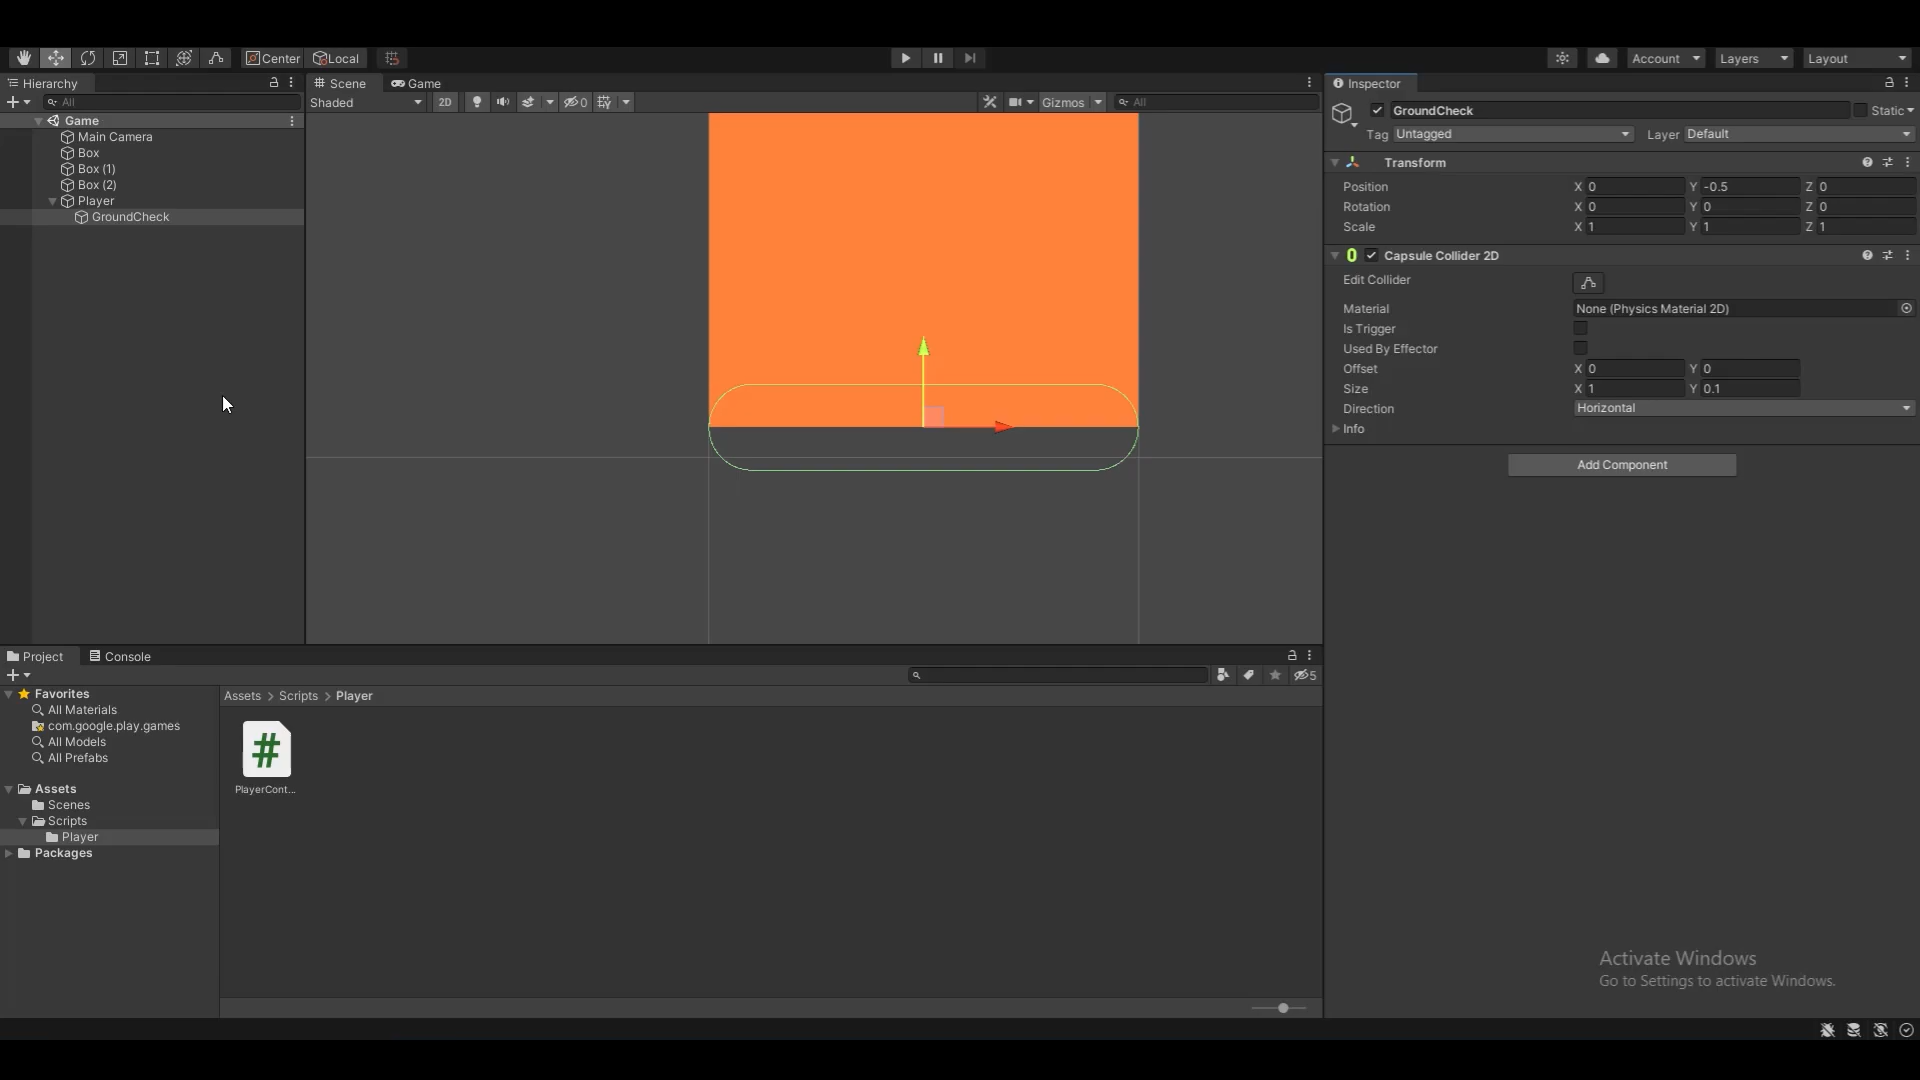 Center Local Account Layers Layout
Hierarchy
All
Game
Main Camera
Box
Box (1)
Box (2)
Player
GroundCheck
Scene Game
Shaded 2D 0 Gizmos All
Inspector
GroundCheck Static
Tag Untagged Layer Default
Transform
Position X 0 Y -0.5 Z 0
Rotation X 0 Y 0 Z 0
Scale X 1 Y 1 Z 1
Capsule Collider 2D
Edit Collider
Material None (Physics Material 2D)
Is Trigger
Used By Effector
Offset X 0 Y 0
Size X 1 Y 0.1
Direction Horizontal
Info
Add Component
Project Console
5
Favorites
All Materials
com.google.play.games
All Models
All Prefabs
Assets
Scenes
Scripts
Player
Packages
Assets > Scripts > Player
#
PlayerCont...
Activate Windows
Go to Settings to activate Windows.